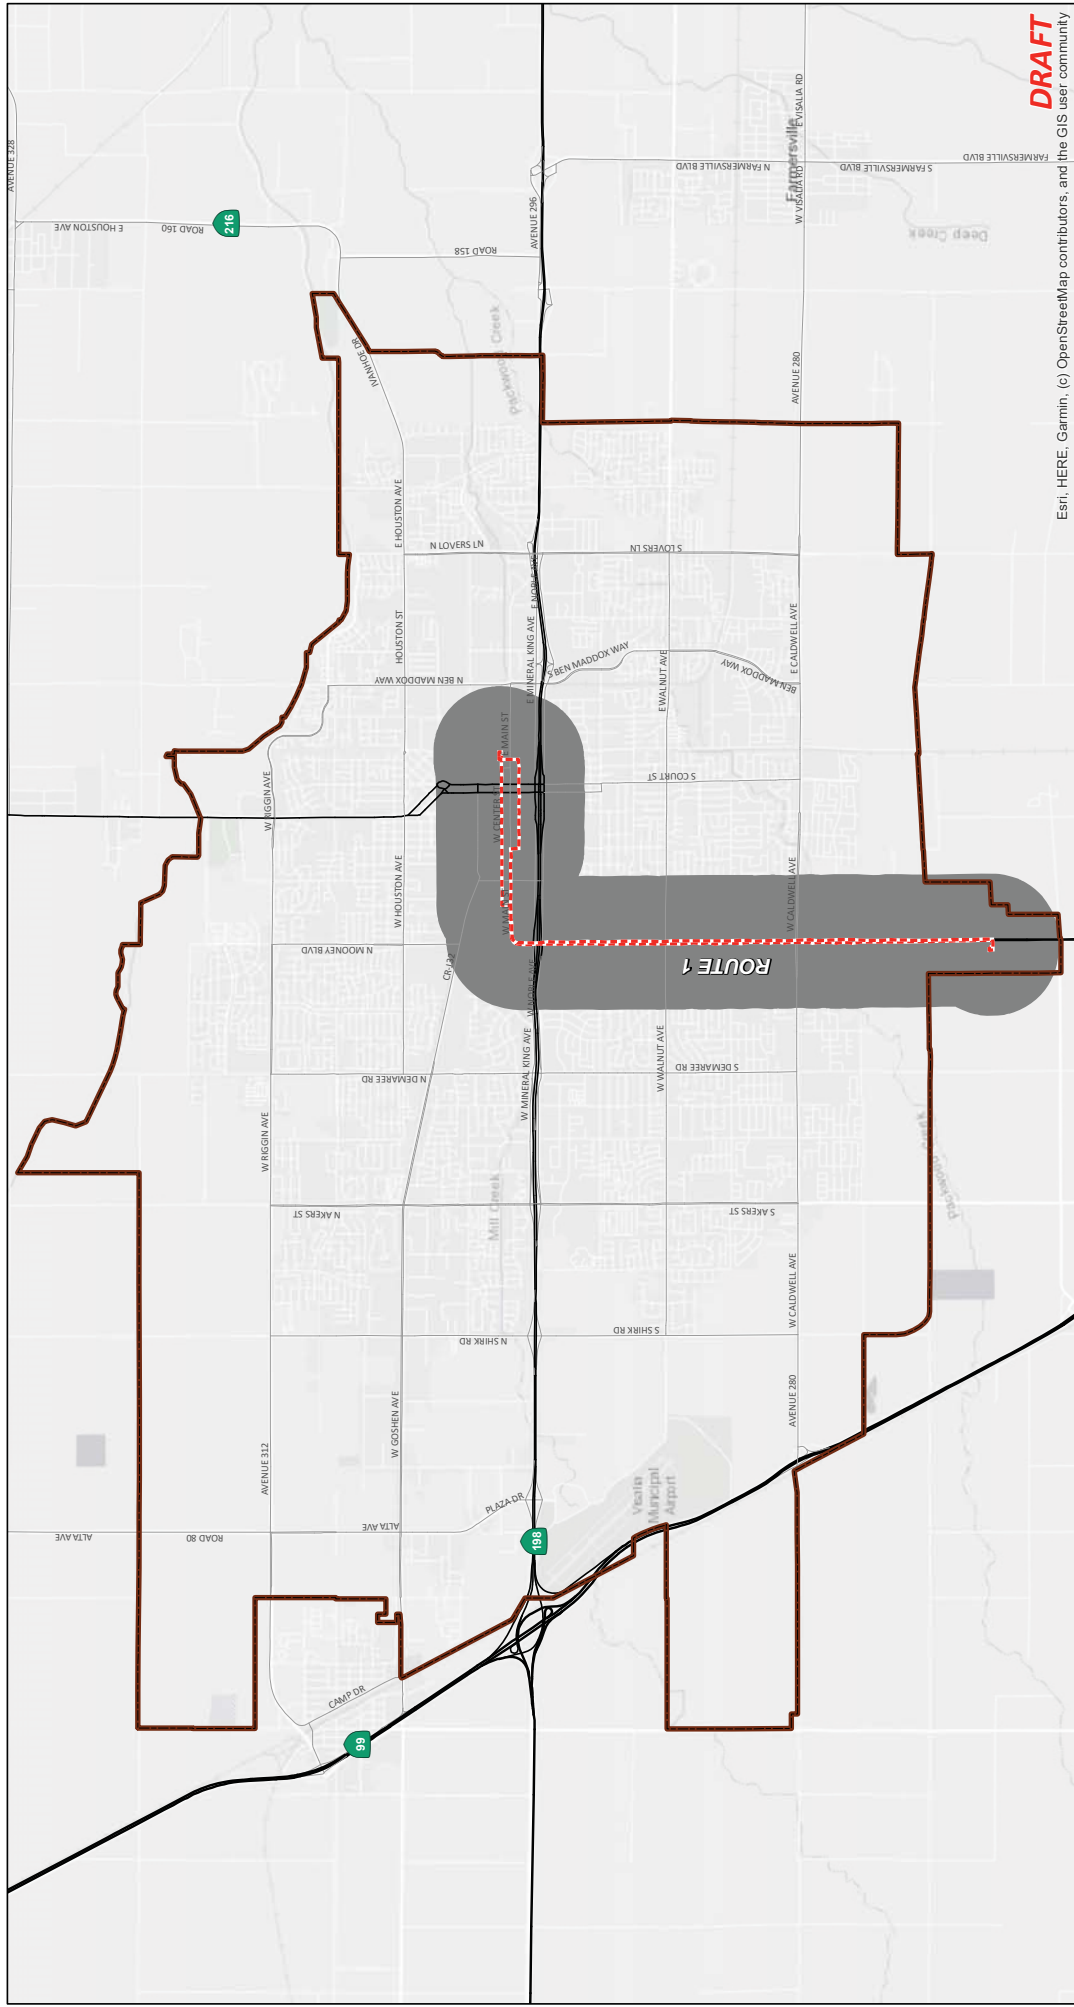 DRAFT
Esri, HERE, Garmin, (c) OpenStreetMap contributors, and the GIS user community
AVENUE 328
E HOUSTON AVE
ROAD 160
216
ROAD 158
AVENUE 296
N FARMERSVILLE BLVD
Farmersville
E VISALIA RD
W VISALIA RD
S FARMERSVILLE BLVD
FARMERSVILLE BLVD
Deep Creek
IVANHOE DR
Packwood Creek
AVENUE 280
E HOUSTON AVE
N LOVERS LN
S LOVERS LN
HOUSTON ST
E MINERAL KING AVE
N BEN MADDOX WAY
S BEN MADDOX WAY
E WALNUT AVE
BEN MADDOX WAY
E CALDWELL AVE
E MAIN ST
S COURT ST
W RIGGIN AVE
W HOUSTON AVE
W CALDWELL AVE
N MOONEY BLVD
ROUTE 1
W NOBLE AVE
W MINERAL KING AVE
N DEMAREE RD
W WALNUT AVE
S DEMAREE RD
W RIGGIN AVE
N AKERS ST
Mill Creek
S AKERS ST
N SHIRK RD
S SHIRK RD
W CALDWELL AVE
W GOSHEN AVE
AVENUE 280
AVENUE 312
PLAZA DR
Municipal
Airport
ALTA AVE
ROAD 80
ALTA AVE
198
CAMP DR
99